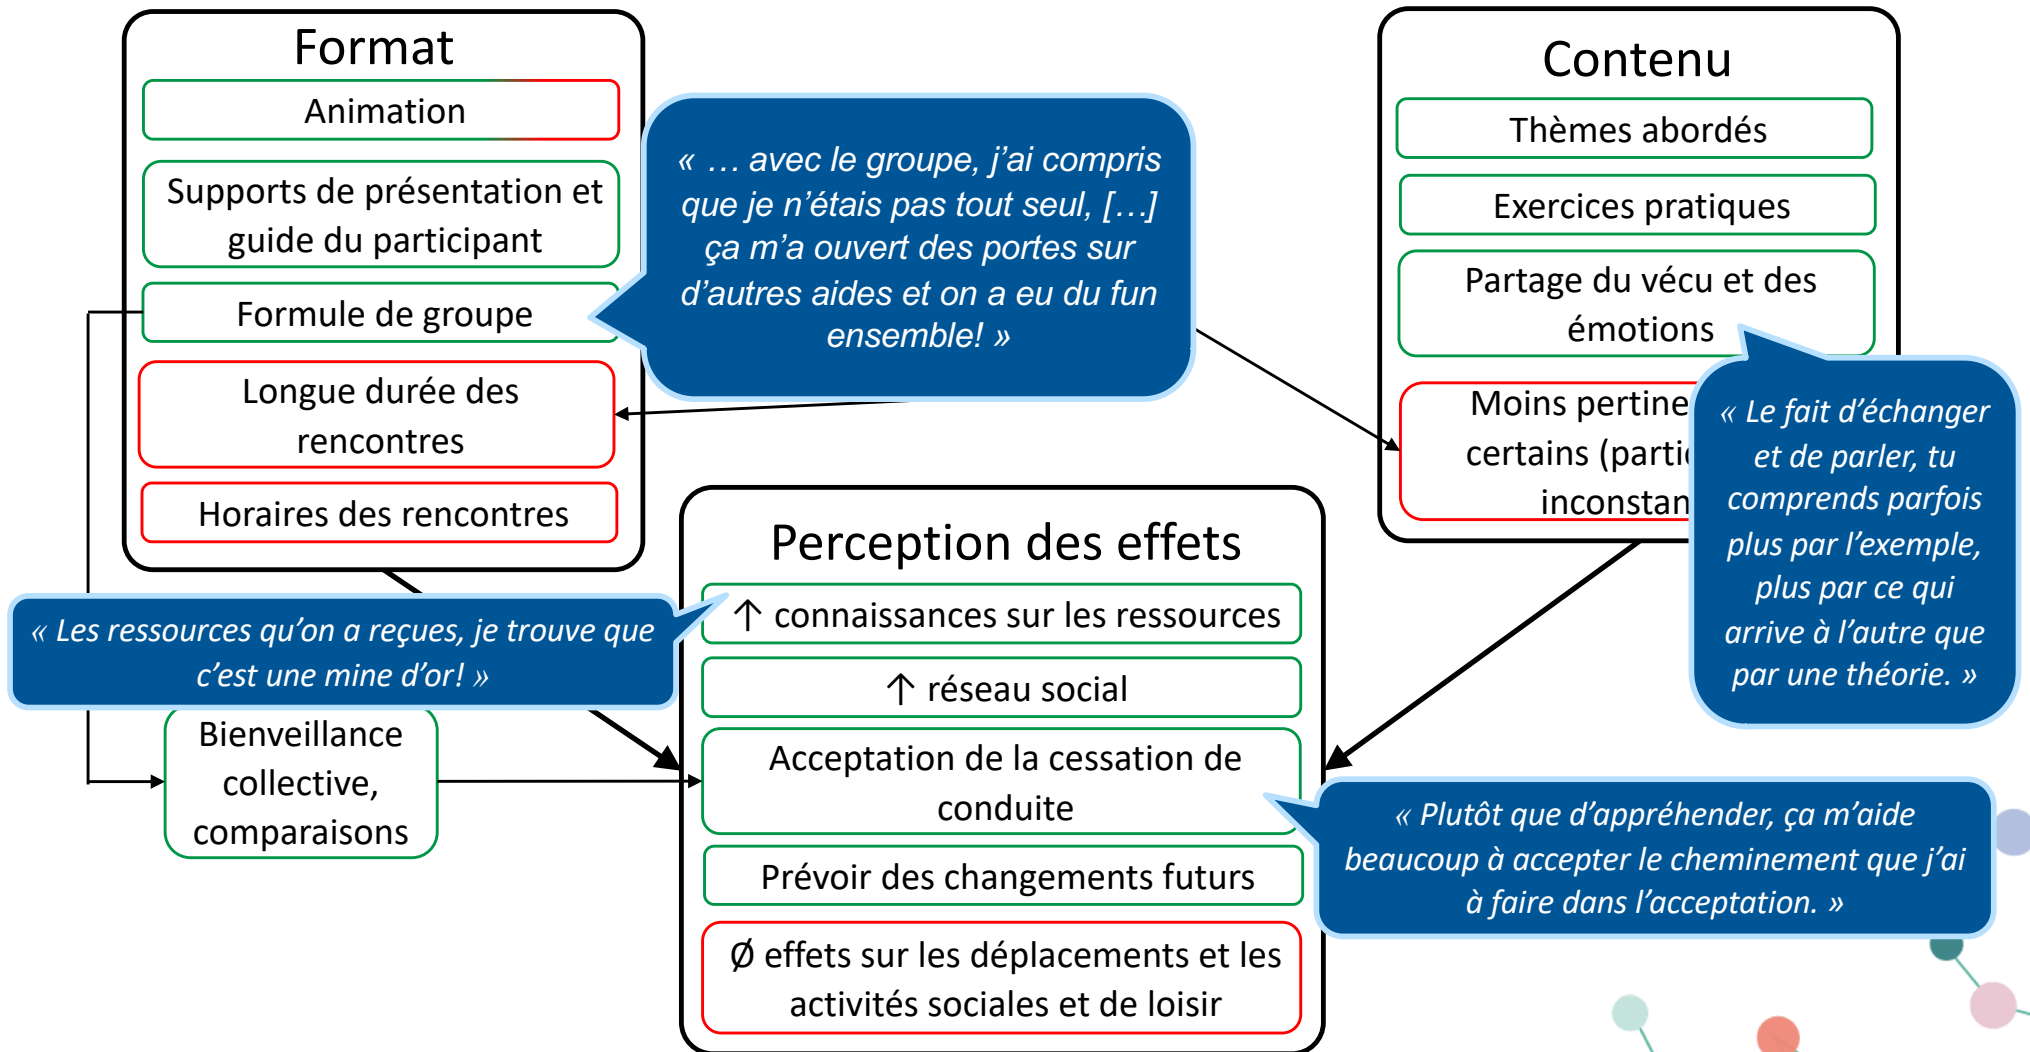 Format
Animation
Supports de présentation et
guide du participant
Formule de groupe
Longue durée des
rencontres
Horaires des rencontres
« … avec le groupe, j’ai compris
que je n’étais pas tout seul, […]
ça m’a ouvert des portes sur
d’autres aides et on a eu du fun
ensemble! »
Contenu
Thèmes abordés
Exercices pratiques
Partage du vécu et des
émotions
Moins
certains
« Le fait d’échanger
et de parler, tu
comprends parfois
plus par l’exemple,
plus par ce qui
arrive à l’autre que
par une théorie. »
Perception des effets
↑ connaissances sur les ressources
↑ réseau social
Acceptation de la cessation de
conduite
Prévoir des changements futurs
Ø effets sur les déplacements et les
activités sociales et de loisir
« Les ressources qu’on a reçues, je trouve que
c’est une mine d’or! »
Bienveillance
collective,
comparaisons
« Plutôt que d’appréhender, ça m’aide
beaucoup à accepter le cheminement que j’ai
à faire dans l’acceptation. »